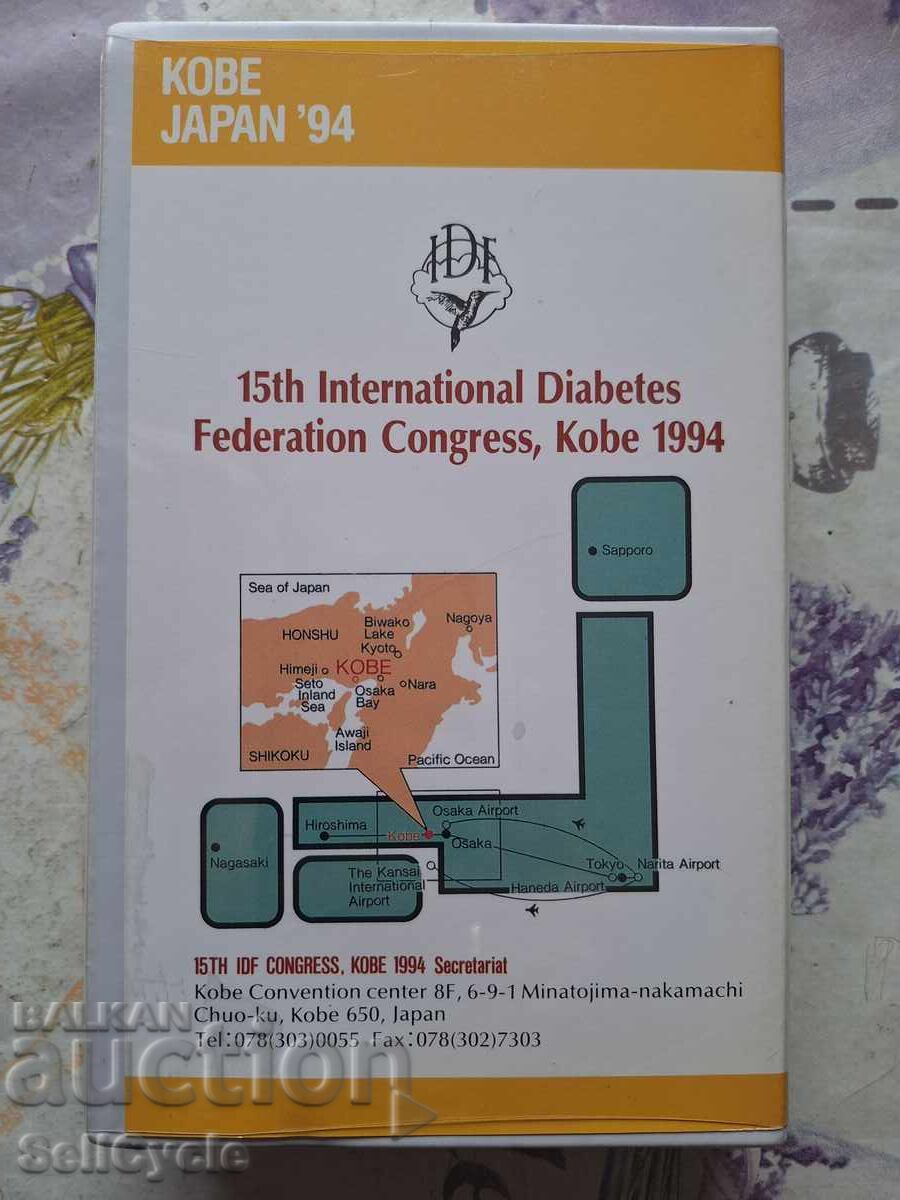 KOBE
JAPAN '94
IDF
15th International Diabetes
Federation Congress, Kobe 1994
Sapporo
Sea of Japan
HONSHU
Biwako
Lake
Nagoya
Kyoto
Himeji
KOBE
Seto
Inland
Sea
Osaka
Bay
Nara
Awaji
Island
SHIKOKU
Pacific Ocean
Nagasaki
Hiroshima
Kobe
Osaka Airport
Osaka
Tokyo
Narita Airport
Haneda Airport
The Kansai
International
Airport
15TH IDF CONGRESS, KOBE 1994 Secretariat
Kobe Convention center 8F, 6-9-1 Minatojima-nakamachi
Chuo-ku, Kobe 650, Japan
Tel:078(303)0055 Fax:078(302)7303
BALKAN
auction
SellCycle